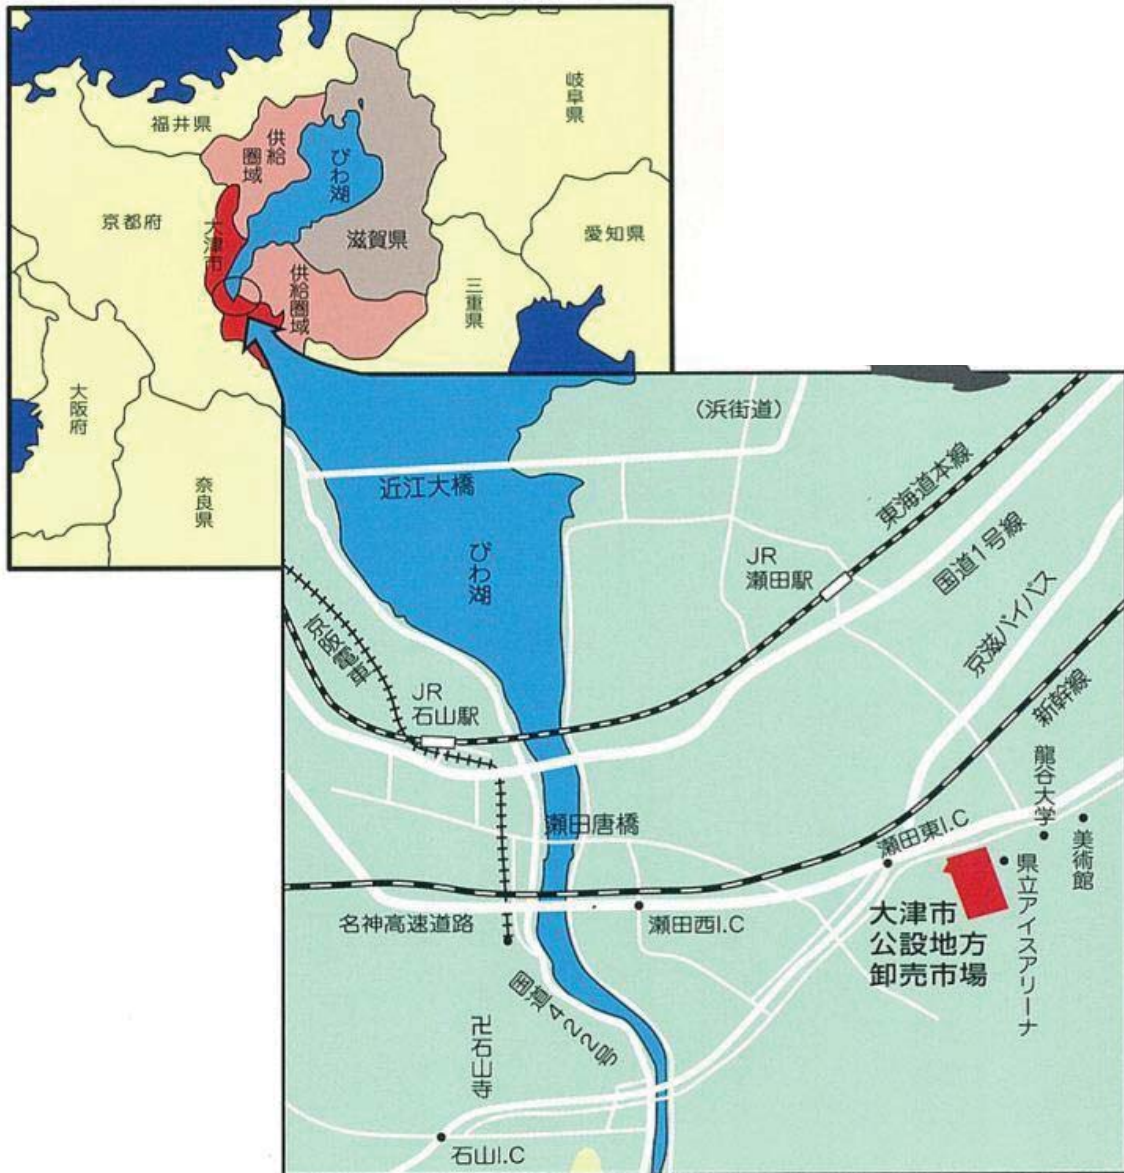 福井県
岐阜県
供給
圏域
びわ湖
京都府
大津市
滋賀県
愛知県
供給圏域
三重県
大阪府
奈良県
(浜街道)
近江大橋
東海道本線
びわ湖
JR
瀬田駅
国道1号線
京滋バイパス
京阪電車
JR
石山駅
新幹線
龍谷大学
瀬田唐橋
瀬田東I.C
美術館
県立アイスアリーナ
名神高速道路
瀬田西I.C
大津市
公設地方
卸売市場
国道422号
卍石山寺
石山I.C